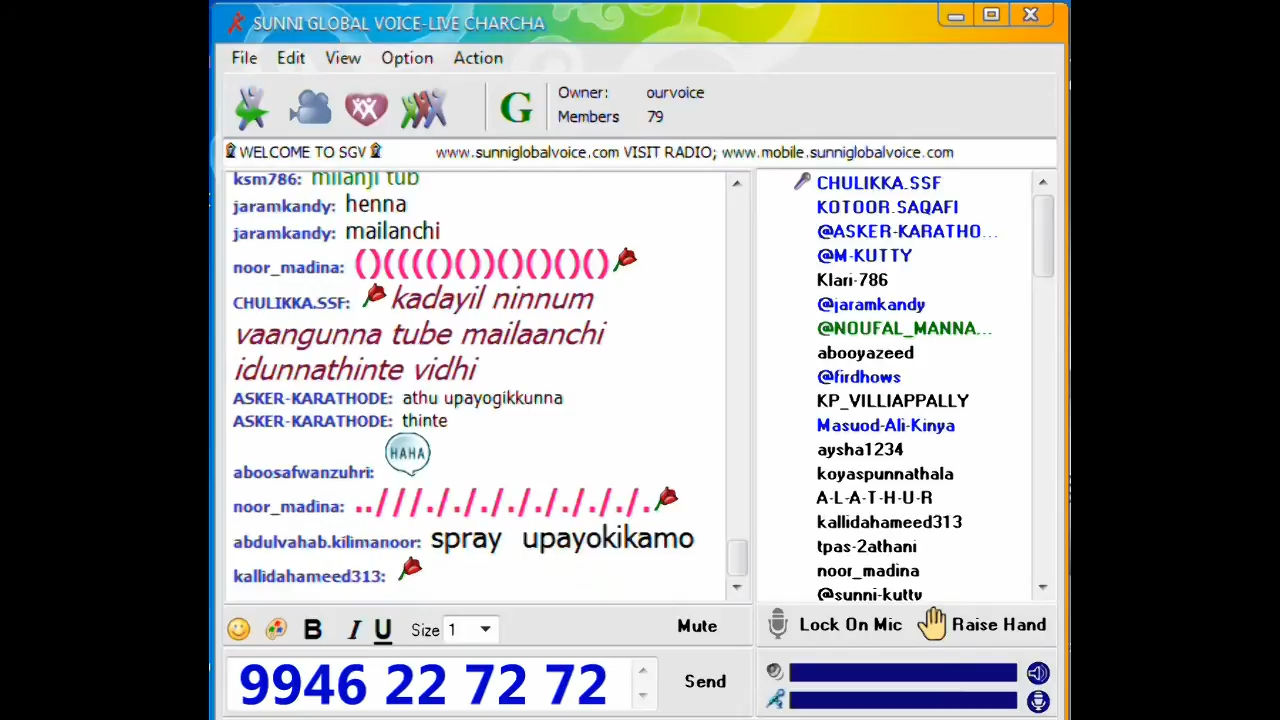 SUNNI GLOBAL VOICE-LIVE CHARCHA
File Edit View Option Action
G
Owner: ourvoice
Members 79
WELCOME TO SGV www.sunniglobalvoice.com VISIT RADIO; www.mobile.sunniglobalvoice.com
ksm786: milanji tub
jaramkandy: henna
jaramkandy: mailanchi
noor_madina: ()(((()())()()()()
CHULIKKA.SSF: kadayil ninnum
vaangunna tube mailaanchi
idunnathinte vidhi
ASKER-KARATHODE: athu upayogikkunna
ASKER-KARATHODE: thinte
HAHA
aboosafwanzuhri:
noor_madina: ..///./././././././././.
abdulvahab.kilimanoor: spray upayokikamo
kallidahameed313:
CHULIKKA.SSF
KOTOOR.SAQAFI
@ASKER-KARATHO...
@M-KUTTY
Klari-786
@jaramkandy
@NOUFAL_MANNA...
abooyazeed
@firdhows
KP_VILLIAPPALLY
Masuod-Ali-Kinya
aysha1234
koyaspunnathala
A-L-A-T-H-U-R
kallidahameed313
tpas-2athani
noor_madina
@sunni-kutty
B I U Size 1 Mute
Lock On Mic Raise Hand
9946 22 72 72
Send